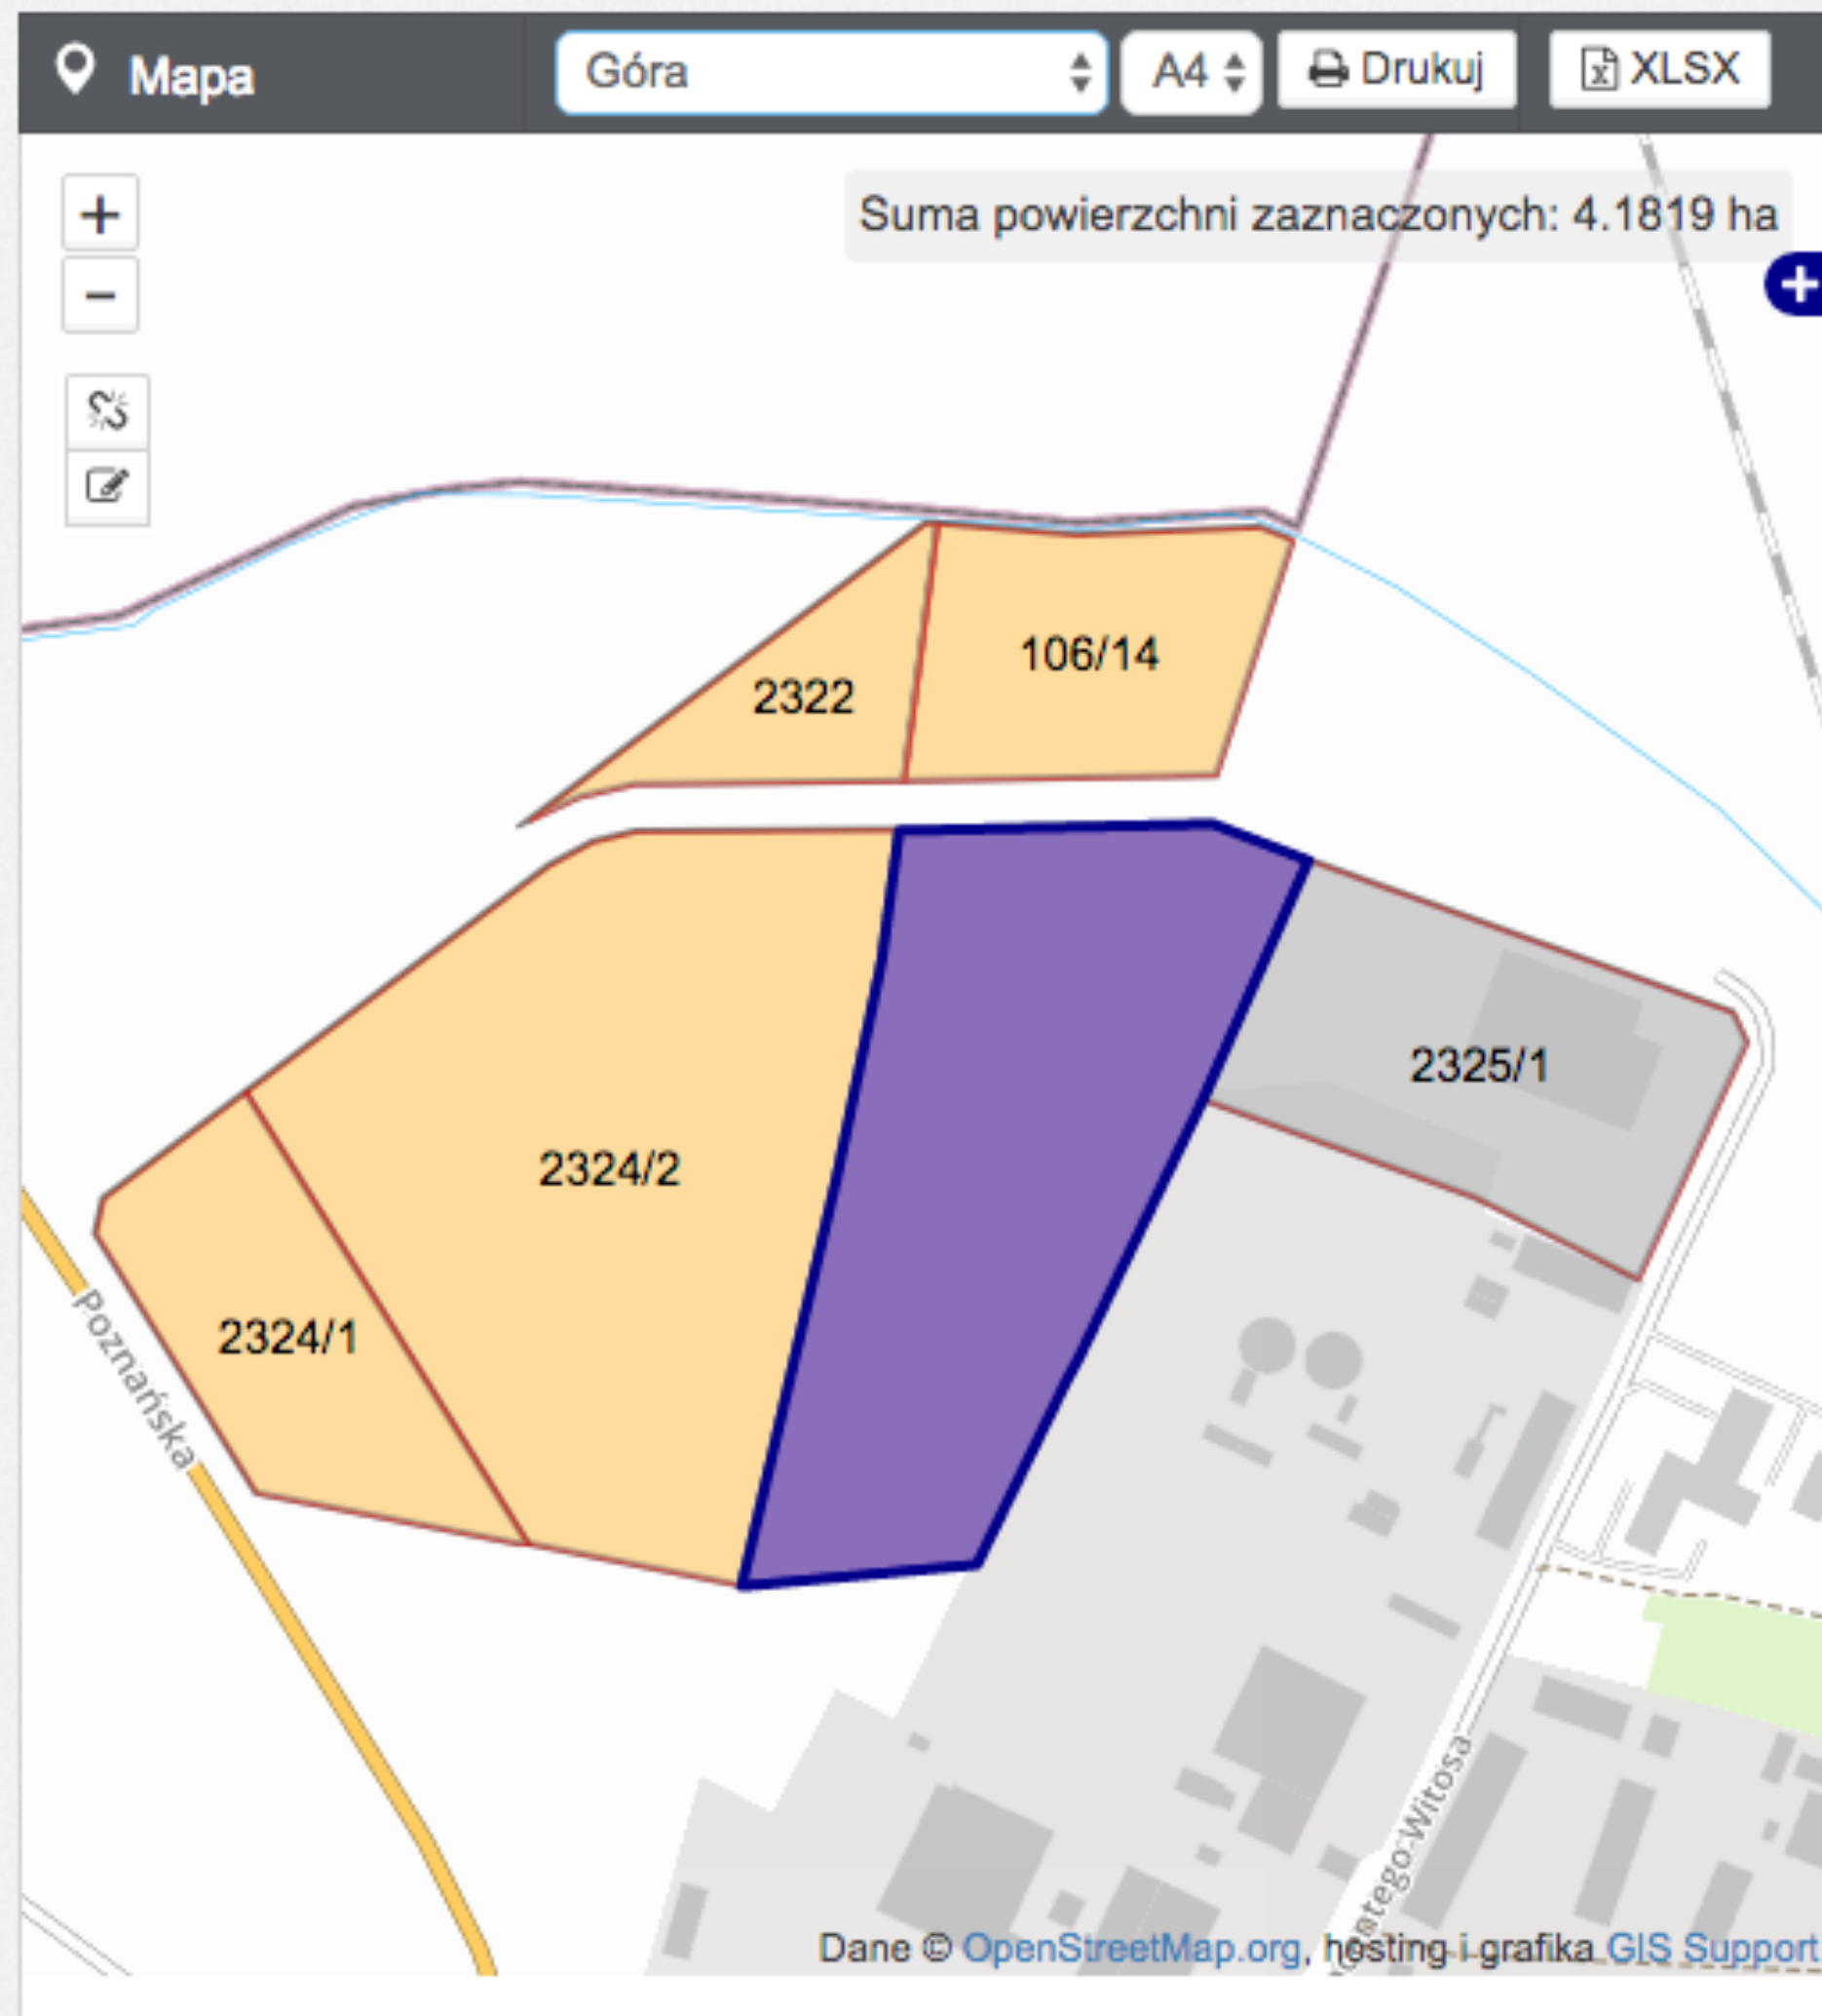 Mapa
Góra
A4
Drukuj
XLSX
Suma powierzchni zaznaczonych: 4.1819 ha
106/14
2322
2325/1
2324/2
2324/1
Poznańska
Witosa
Dane © OpenStreetMap.org, hosting i grafika GIS Support